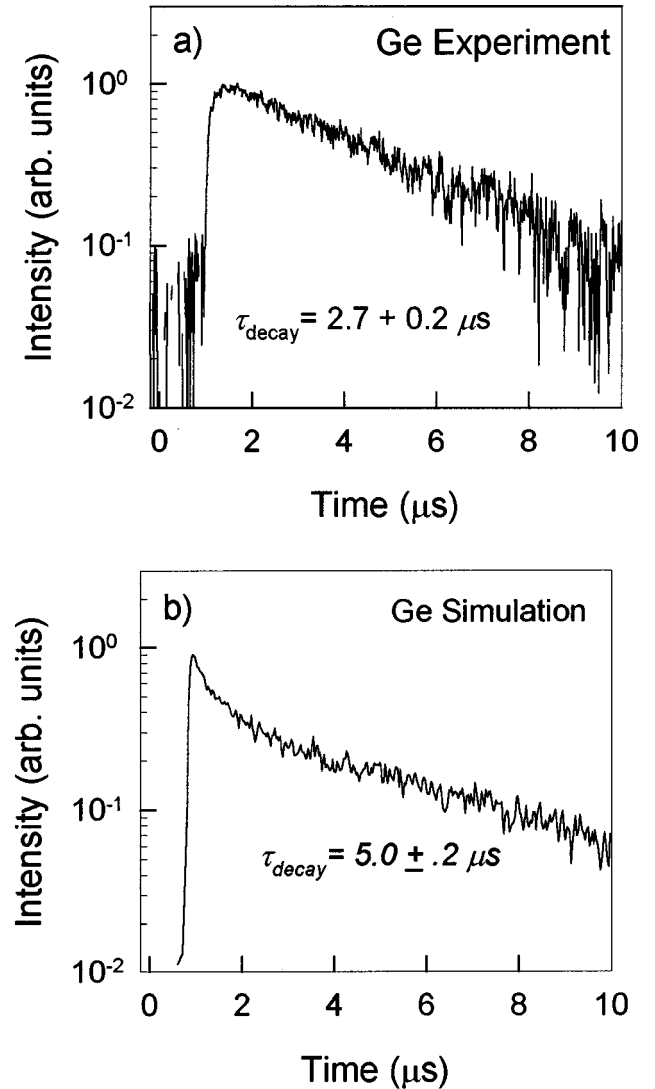 a)
Ge Experiment
Intensity (arb. units)
10⁰
10⁻¹
10⁻²
τdecay = 2.7 + 0.2 μs
0 2 4 6 8 10
Time (μs)
b)
Ge Simulation
Intensity (arb. units)
10⁰
10⁻¹
10⁻²
τdecay = 5.0 ± .2 μs
0 2 4 6 8 10
Time (μs)